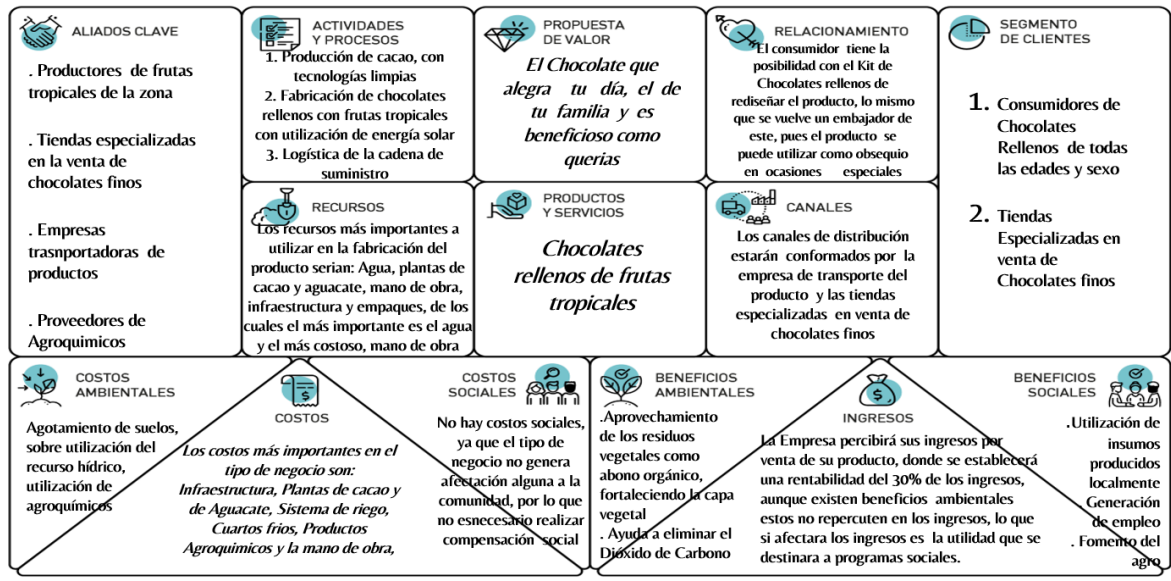 ALIADOS CLAVE
. Productores de frutas
tropicales de la zona
. Tiendas especializadas
en la venta de
chocolates finos
. Empresas
trasnportadoras de
productos
. Proveedores de
Agroquimicos
ACTIVIDADES
Y PROCESOS
1. Producción de cacao, con
tecnologías limpias
2. Fabricación de chocolates
rellenos con frutas tropicales
con utilización de energía solar
3. Logística de la cadena de
suministro
RECURSOS
Los recursos más importantes a
utilizar en la fabricación del
producto serian: Agua, plantas de
cacao y aguacate, mano de obra,
infraestructura y empaques, de los
cuales el más importante es el agua
y el más costoso, mano de obra
PROPUESTA
DE VALOR
El Chocolate que
alegra tu día, el de
tu familia y es
beneficioso como
querias
PRODUCTOS
Y SERVICIOS
Chocolates
rellenos de frutas
tropicales
RELACIONAMIENTO
El consumidor tiene la
posibilidad con el Kit de
Chocolates rellenos de
rediseñar el producto, lo mismo
que se vuelve un embajador de
este, pues el producto se
puede utilizar como obsequio
en ocasiones especiales
CANALES
Los canales de distribución
estarán conformados por la
empresa de transporte del
producto y las tiendas
especializadas en venta de
chocolates finos
SEGMENTO
DE CLIENTES
1. Consumidores de
Chocolates
Rellenos de todas
las edades y sexo
2. Tiendas
Especializadas en
venta de
Chocolates finos
COSTOS
AMBIENTALES
Agotamiento de suelos,
sobre utilización del
recurso hídrico,
utilización de
agroquímicos
COSTOS
Los costos más importantes en el
tipo de negocio son:
Infraestructura, Plantas de cacao y
de Aguacate, Sistema de riego,
Cuartos frios, Productos
Agroquimicos y la mano de obra,
COSTOS
SOCIALES
No hay costos sociales,
ya que el tipo de
negocio no genera
afectación alguna a la
comunidad, por lo que
no esnecesario realizar
compensación social
BENEFICIOS
AMBIENTALES
.Aprovechamiento
de los residuos
vegetales como
abono orgánico,
fortaleciendo la capa
vegetal
. Ayuda a eliminar el
Dióxido de Carbono
INGRESOS
La Empresa percibirá sus ingresos por
venta de su producto, donde se establecerá
una rentabilidad del 30% de los ingresos,
aunque existen beneficios ambientales
estos no repercuten en los ingresos, lo que
si afectara los ingresos es la utilidad que se
destinara a programas sociales.
BENEFICIOS
SOCIALES
.Utilización de
insumos
producidos
localmente
Generación
de empleo
. Fomento del
agro